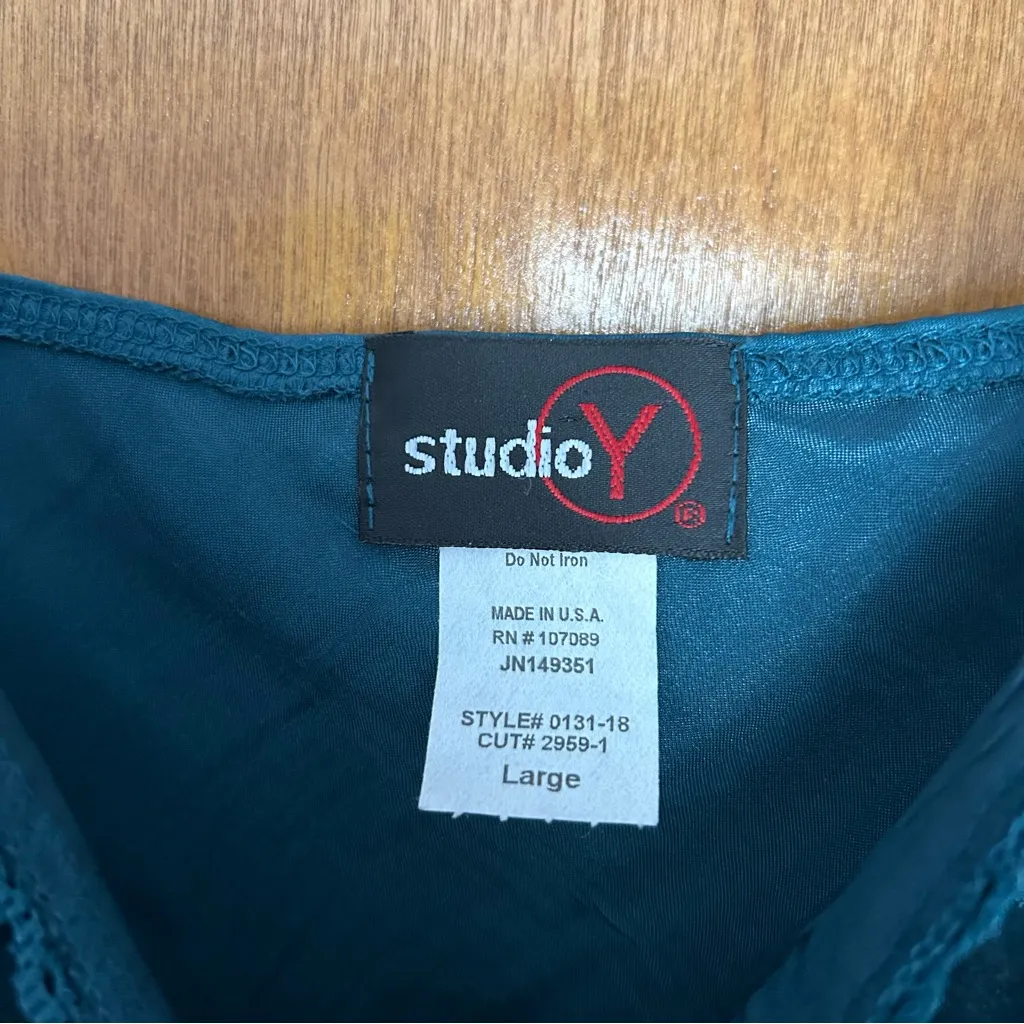 studioY®
Do Not Iron
MADE IN U.S.A.
RN # 107089
JN149351
STYLE# 0131-18
CUT# 2959-1
Large